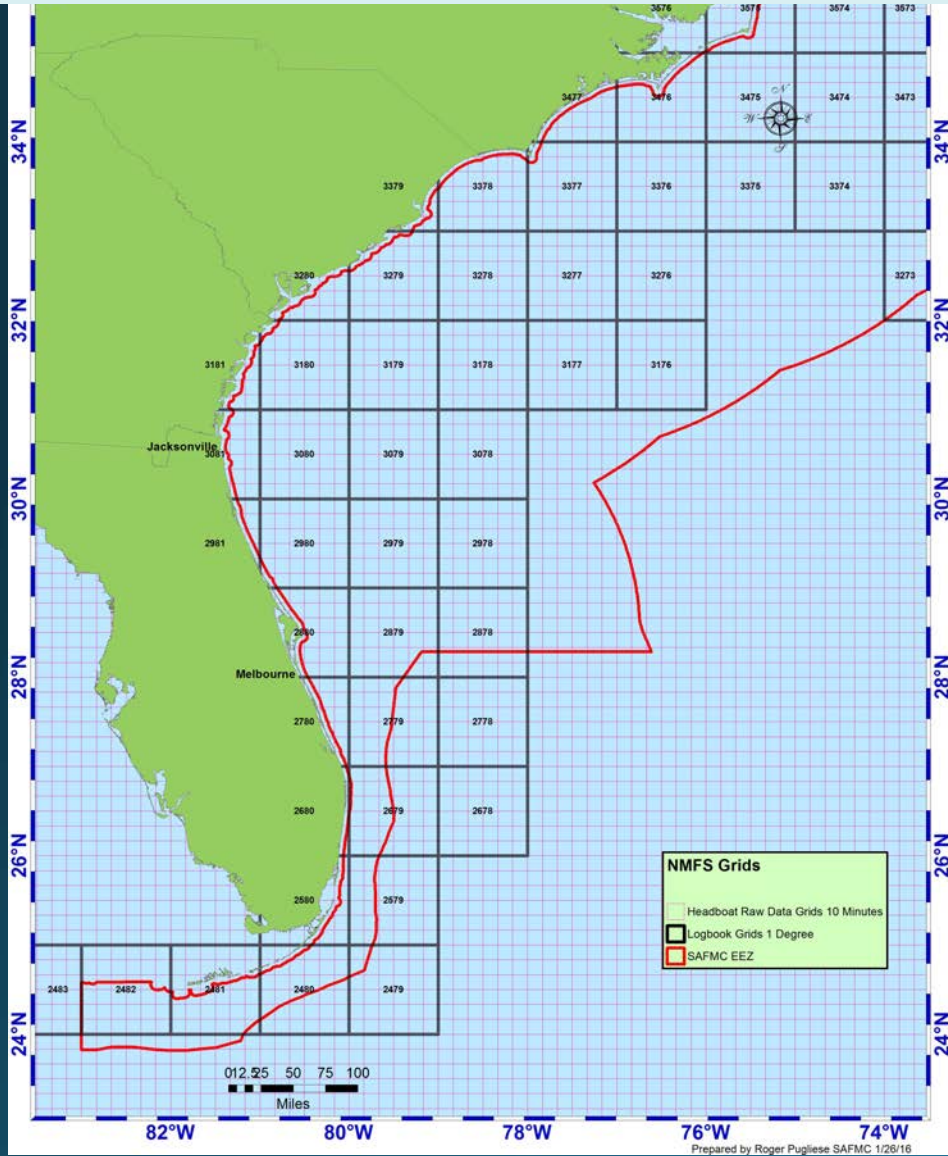 3576 3575 3574 3573
3477 3476 3475 3474 3473
N
W E
S
34°N 34°N
3379 3378 3377 3376 3375 3374
3280 3279 3278 3277 3276 3273
32°N 32°N
3181 3180 3179 3178 3177 3176
Jacksonville
3081 3080 3079 3078
30°N 30°N
2981 2980 2979 2978
2880 2879 2878
28°N 28°N
Melbourne
2780 2779 2778
2680 2679 2678
26°N 26°N
NMFS Grids
2580 2579
Headboat Raw Data Grids 10 Minutes
Logbook Grids 1 Degree
SAFMC EEZ
2483 2482 2481 2480 2479
24°N 24°N
012.525 50 75 100
Miles
82°W 80°W 78°W 76°W 74°W
Prepared by Roger Pugliese SAFMC 1/26/16